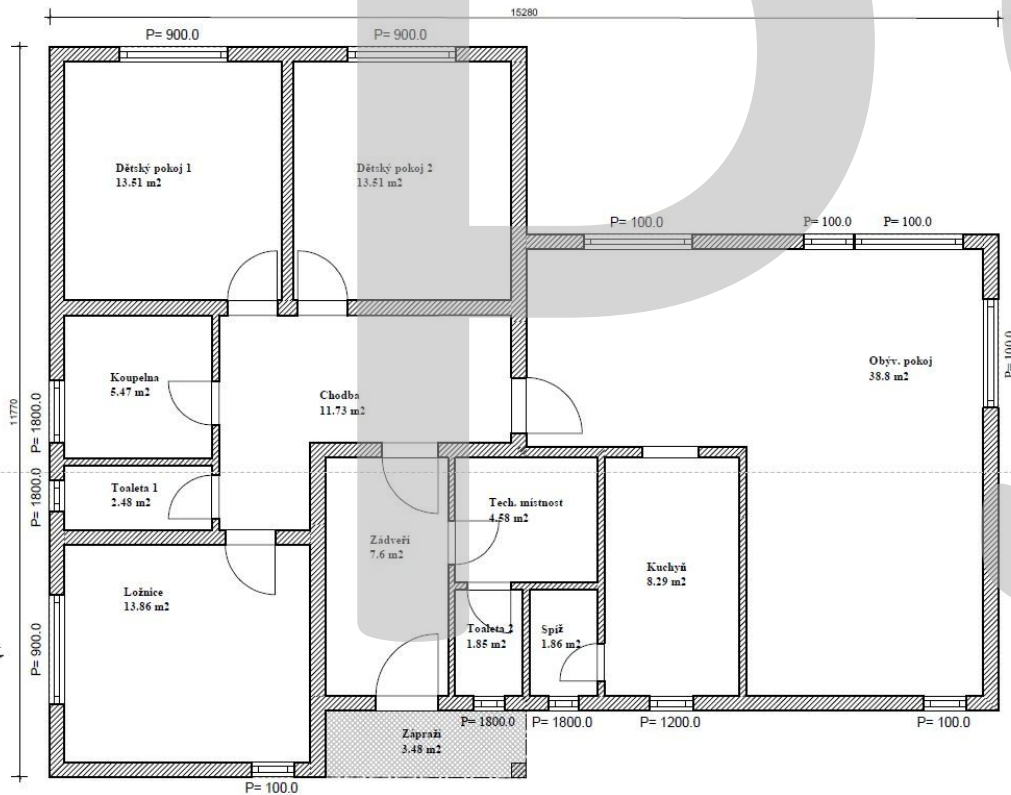 15280
P= 900.0
P= 900.0
Dětský pokoj 1
13.51 m2
Dětský pokoj 2
13.51 m2
P= 100.0
P= 100.0
P= 100.0
P= 100.0
Obýv. pokoj
38.8 m2
Koupelna
5.47 m2
Chodba
11.73 m2
11770
P= 1800.0
P= 1800.0
Toaleta 1
2.48 m2
Tech. místnost
4.58 m2
Zádveří
7.6 m2
Kuchyň
8.29 m2
Ložnice
13.86 m2
P= 900.0
Toaleta 2
1.85 m2
Spíž
1.86 m2
P= 1800.0
P= 1800.0
P= 1200.0
P= 100.0
Zápraží
3.48 m2
P= 100.0